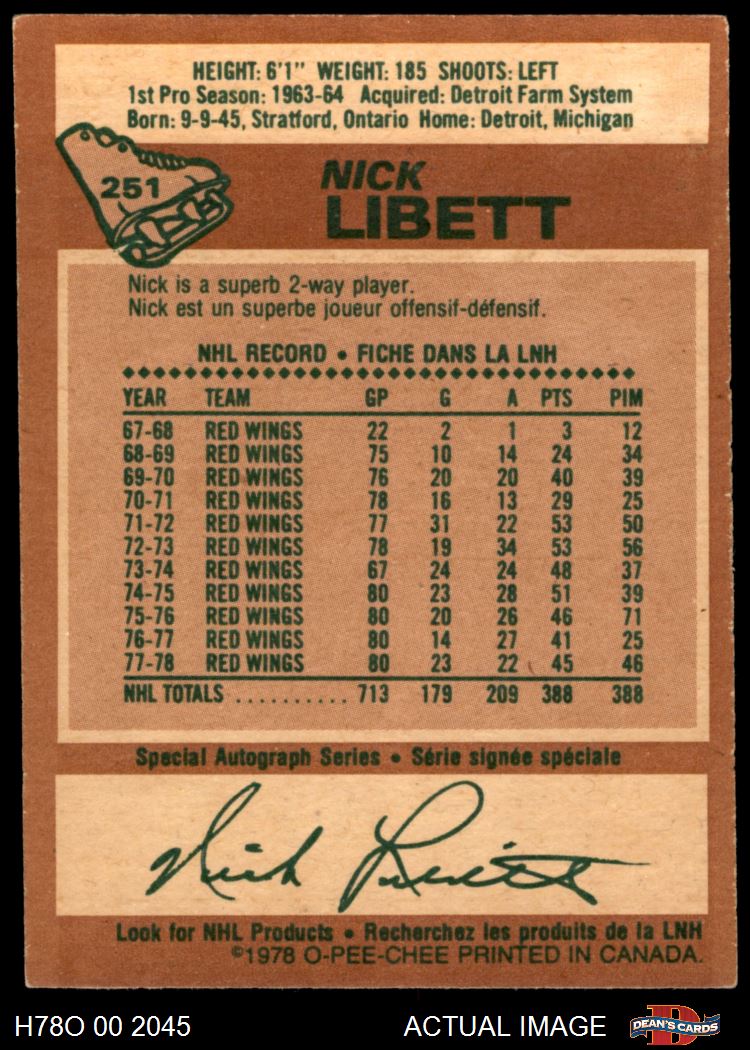 HEIGHT: 6'1" WEIGHT: 185 SHOOTS: LEFT
1st Pro Season: 1963-64 Acquired: Detroit Farm System
Born: 9-9-45, Stratford, Ontario Home: Detroit, Michigan
251
NICK
LIBETT
Nick is a superb 2-way player.
Nick est un superbe joueur offensif-défensif.
NHL RECORD • FICHE DANS LA LNH
YEAR TEAM GP G A PTS PIM
67-68 RED WINGS 22 2 1 3 12
68-69 RED WINGS 75 10 14 24 34
69-70 RED WINGS 76 20 20 40 39
70-71 RED WINGS 78 16 13 29 25
71-72 RED WINGS 77 31 22 53 50
72-73 RED WINGS 78 19 34 53 56
73-74 RED WINGS 67 24 24 48 37
74-75 RED WINGS 80 23 28 51 39
75-76 RED WINGS 80 20 26 46 71
76-77 RED WINGS 80 14 27 41 25
77-78 RED WINGS 80 23 22 45 46
NHL TOTALS .......... 713 179 209 388 388
Special Autograph Series • Série signée spéciale
Nick Libett
Look for NHL Products • Recherchez les produits de la LNH
©1978 O-PEE-CHEE PRINTED IN CANADA.
H78O 00 2045 ACTUAL IMAGE
D
DEAN'S CARDS